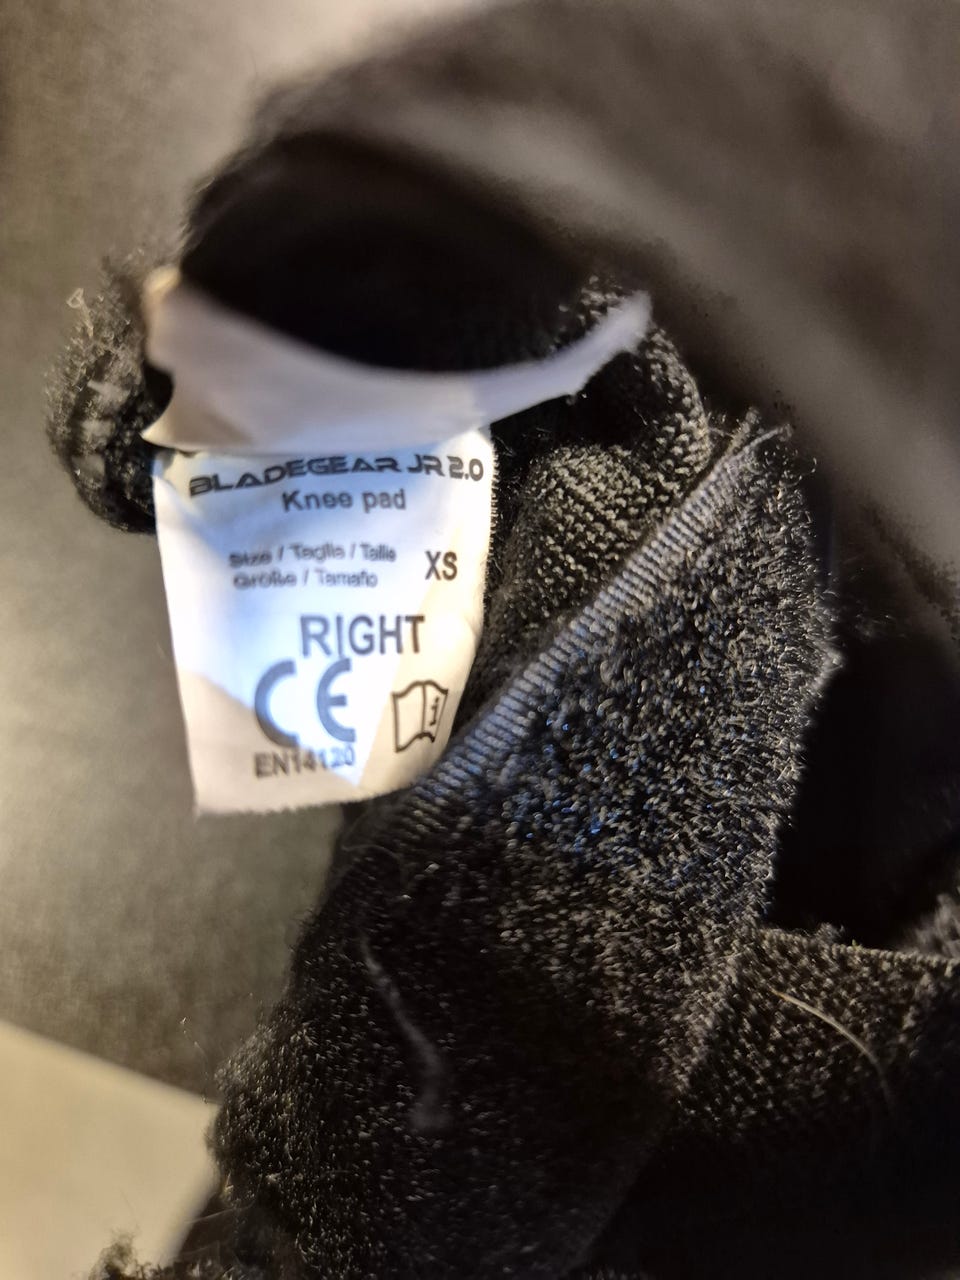 BLADEGEAR JR 2.0
Knee pad
Size / Taglia / Taille
Größe / Tamaño
XS
RIGHT
CE
i
EN14120